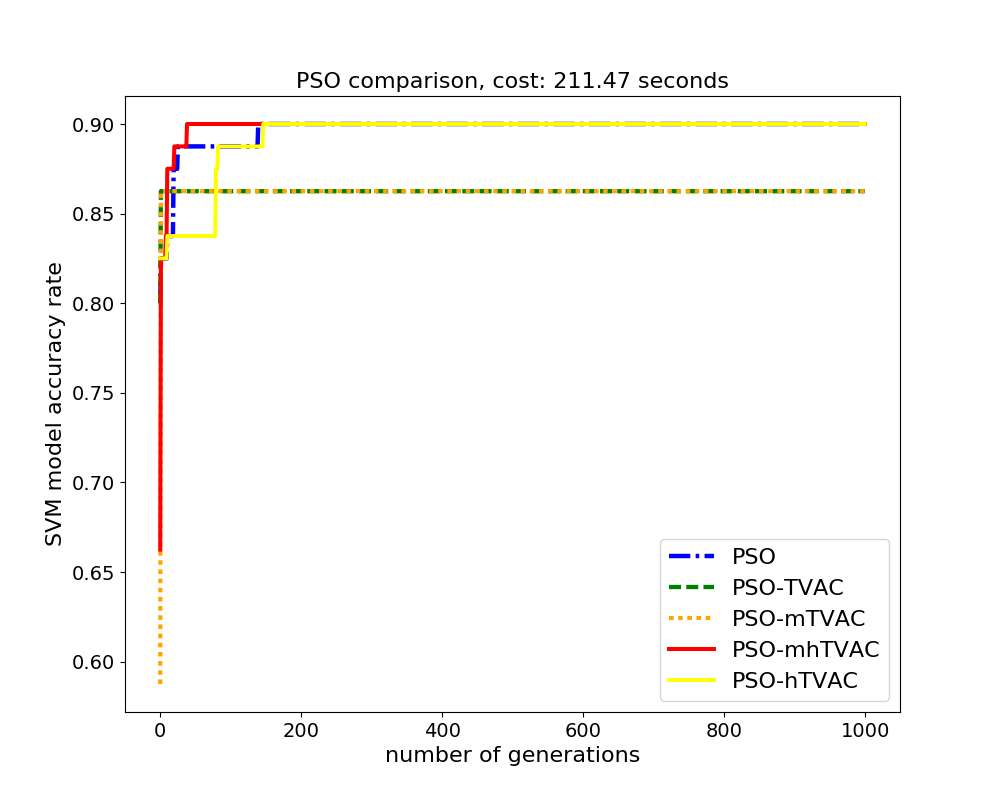 PSO comparison, cost: 211.47 seconds
0.90
0.85
0.80
0.75
0.70
0.65
0.60
SVM model accuracy rate
0 200 400 600 800 1000
number of generations
PSO
PSO-TVAC
PSO-mTVAC
PSO-mhTVAC
PSO-hTVAC